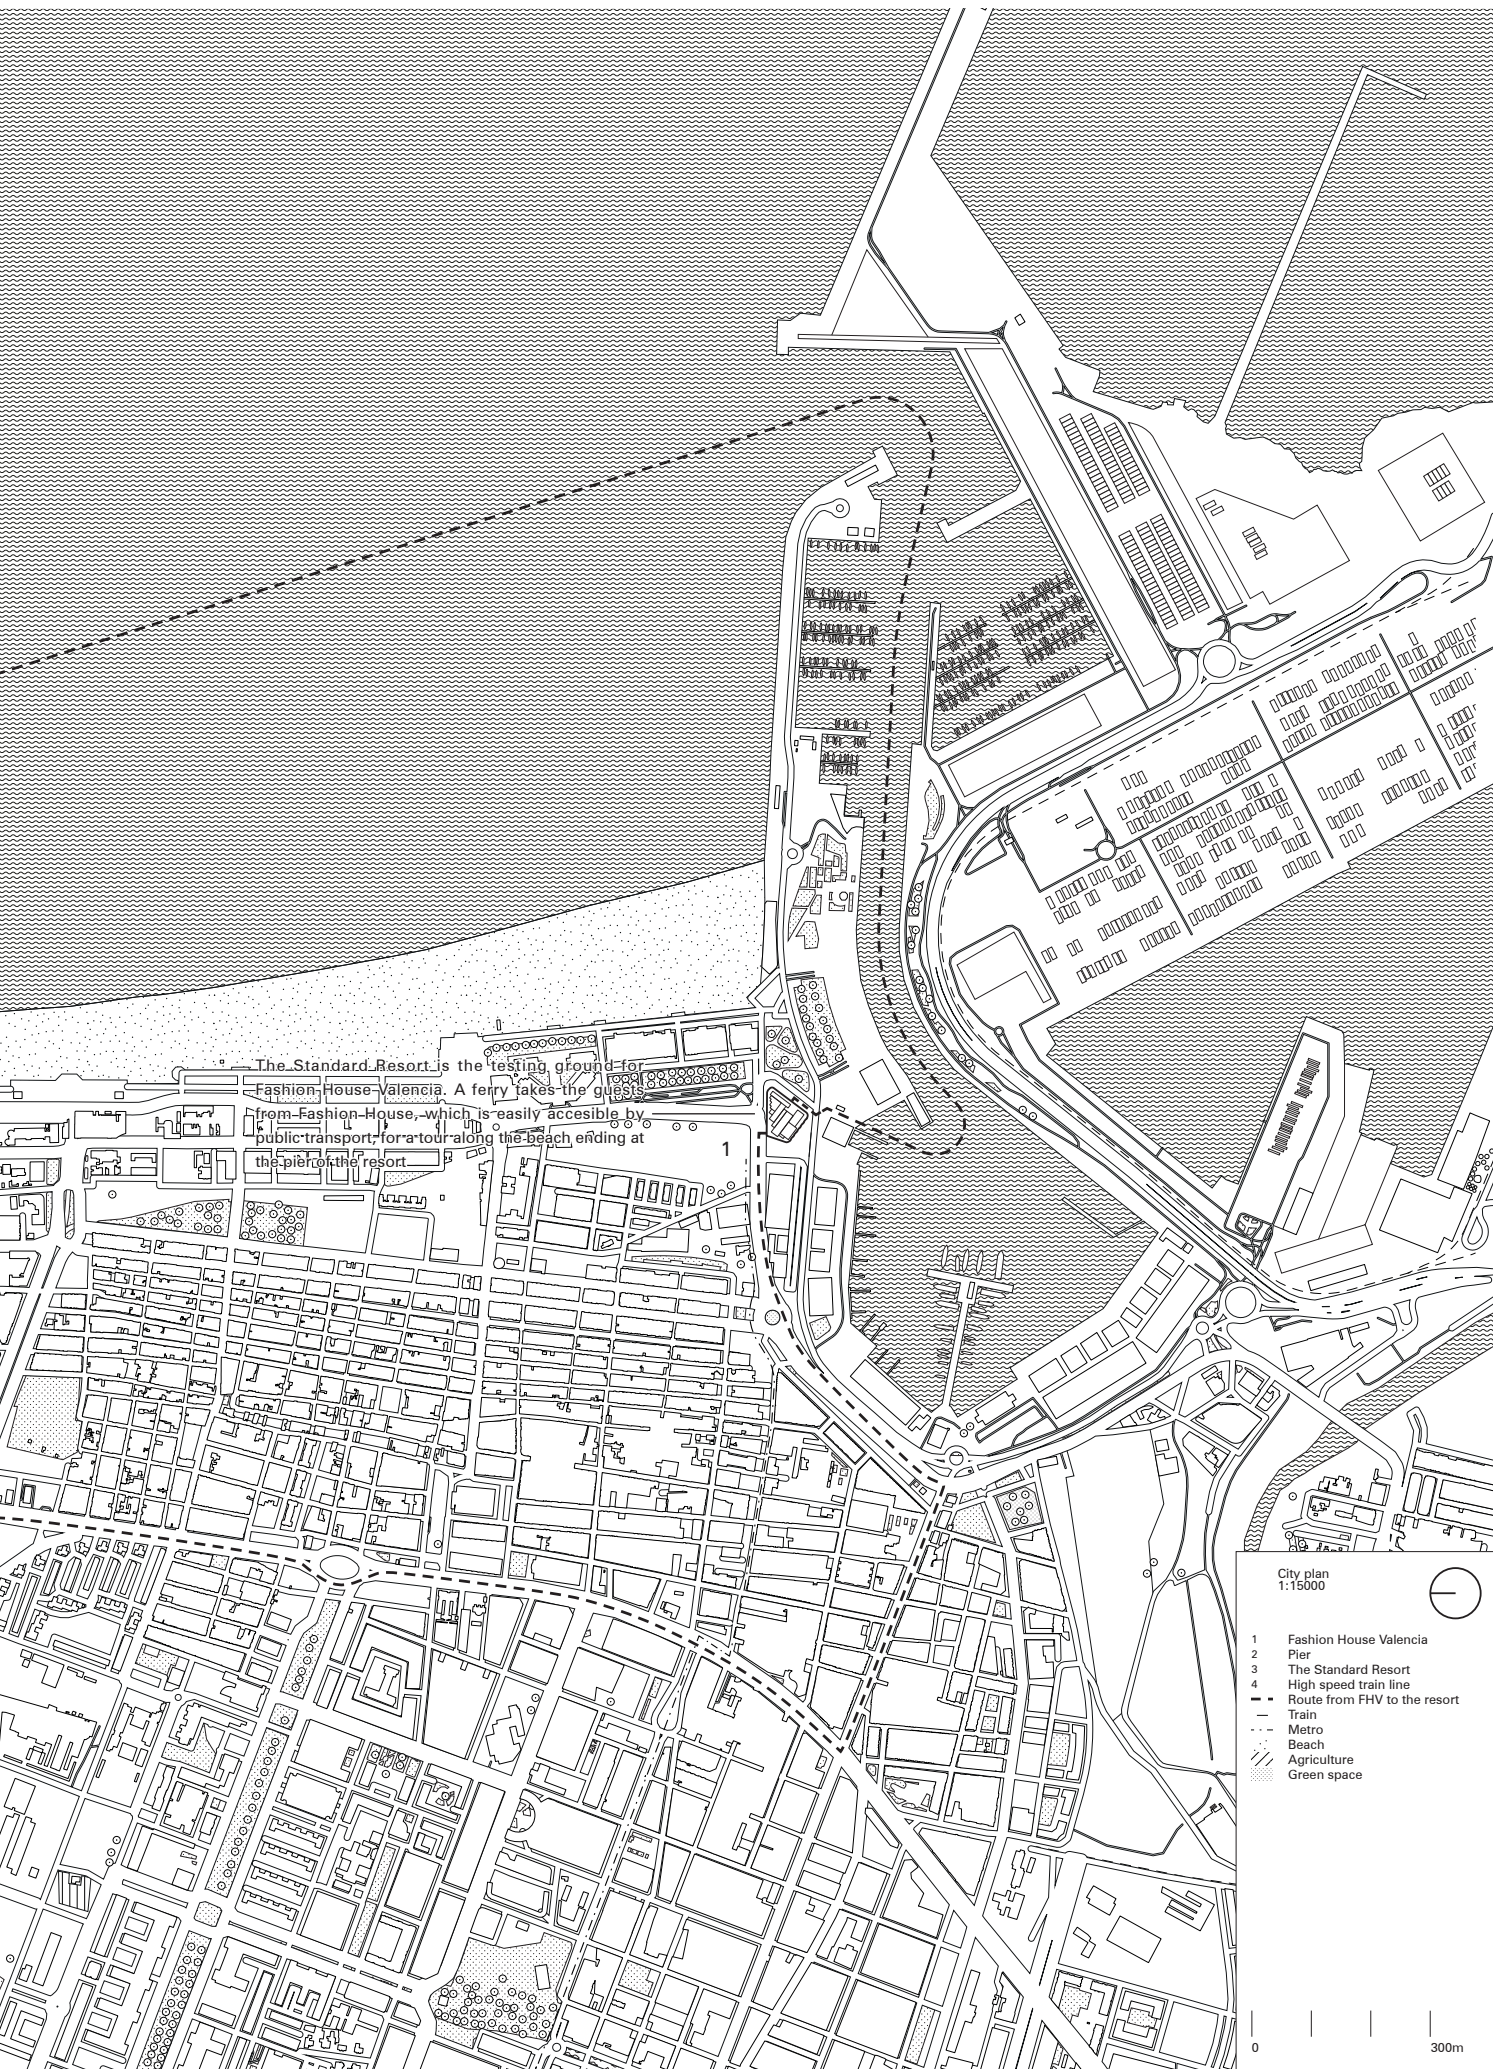 The Standard Resort is the testing ground for
Fashion House Valencia. A ferry takes the guests
from Fashion House, which is easily accesible by
public transport, for a tour along the beach ending at
the pier of the resort
1
City plan
1:15000
1 Fashion House Valencia
2 Pier
3 The Standard Resort
4 High speed train line
Route from FHV to the resort
Train
Metro
Beach
Agriculture
Green space
0 300m